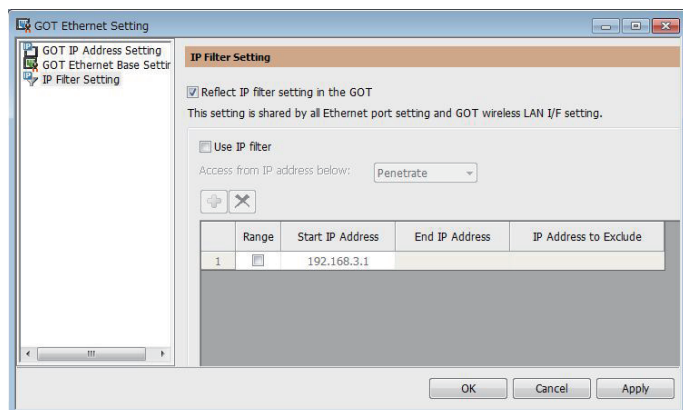 GOT Ethernet Setting
GOT IP Address Setting
GOT Ethernet Base Settir
IP Filter Setting
IP Filter Setting
Reflect IP filter setting in the GOT
This setting is shared by all Ethernet port setting and GOT wireless LAN I/F setting.
Use IP filter
Access from IP address below: Penetrate
Range Start IP Address End IP Address IP Address to Exclude
1 192.168.3.1
OK Cancel Apply